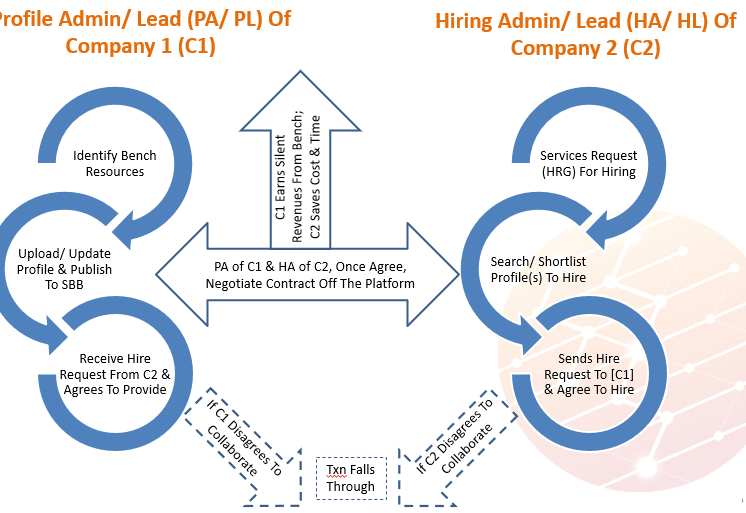 Profile Admin/ Lead (PA/ PL) Of
Company 1 (C1)
Hiring Admin/ Lead (HA/ HL) Of
Company 2 (C2)
Identify Bench
Resources
Upload/ Update
Profile & Publish
To SBB
Receive Hire
Request From C2 &
Agrees To Provide
C1 Earns Silent
Revenues From Bench;
C2 Saves Cost & Time
PA of C1 & HA of C2, Once Agree,
Negotiate Contract Off The Platform
Services Request
(HRG) For Hiring
Search/ Shortlist
Profile(s) To Hire
Sends Hire
Request To [C1]
& Agree To Hire
If C1 Disagrees To
Collaborate
Txn Falls
Through
If C2 Disagrees To
Collaborate